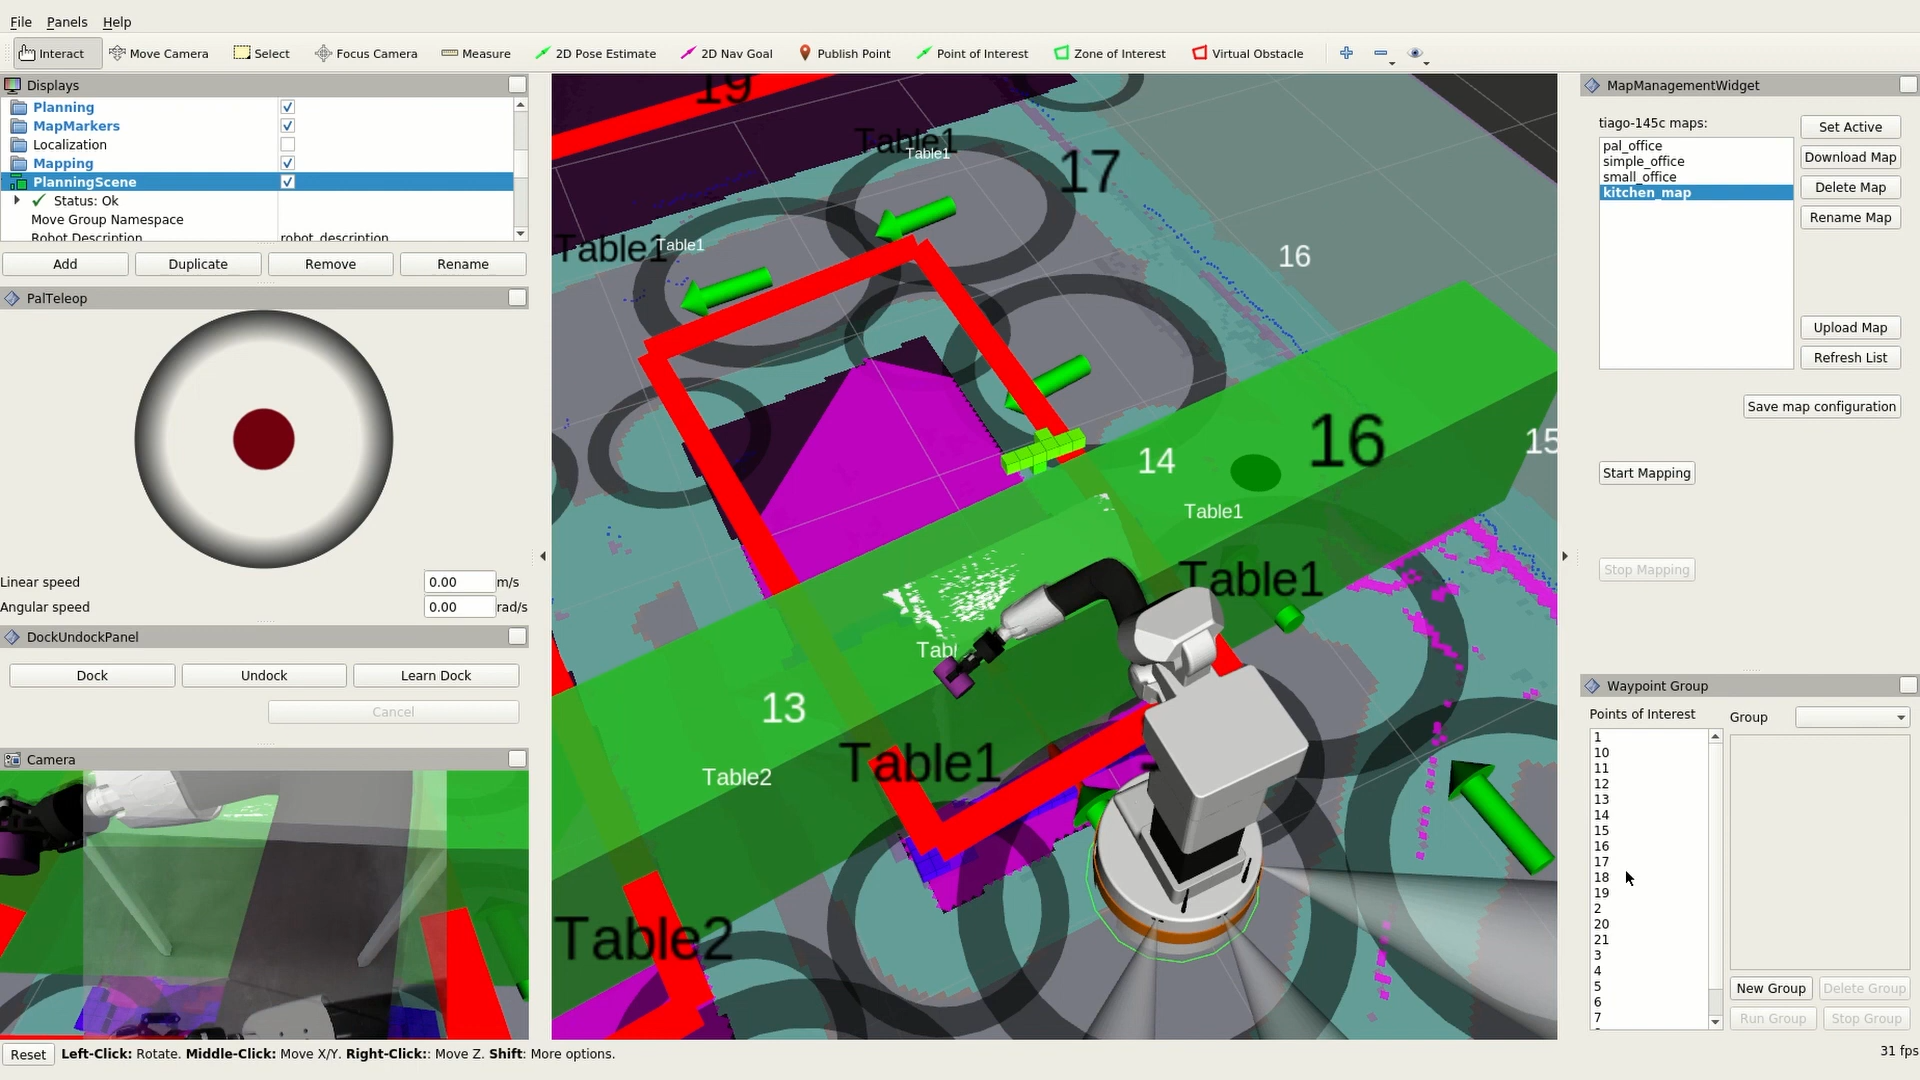 File Panels Help
Interact Move Camera Select Focus Camera Measure 2D Pose Estimate 2D Nav Goal Publish Point Point of Interest Zone of Interest Virtual Obstacle
Displays
Planning
MapMarkers
Localization
Mapping
PlanningScene
Status: Ok
Move Group Namespace
Robot Description robot_description
Add Duplicate Remove Rename
PalTeleop
Linear speed 0.00 m/s
Angular speed 0.00 rad/s
DockUndockPanel
Dock Undock Learn Dock
Cancel
Camera
19
Table1
Table1
17
Table1
Table1
16
16
14
15
Table1
Table1
Tabl
13
Table1
Table2
Table2
MapManagementWidget
tiago-145c maps:
pal_office
simple_office
small_office
kitchen_map
Set Active
Download Map
Delete Map
Rename Map
Upload Map
Refresh List
Save map configuration
Start Mapping
Stop Mapping
Waypoint Group
Points of Interest Group
1
10
11
12
13
14
15
16
17
18
19
2
20
21
3
4
5
6
7
New Group Delete Group
Run Group Stop Group
Reset Left-Click: Rotate. Middle-Click: Move X/Y. Right-Click:: Move Z. Shift: More options.
31 fps